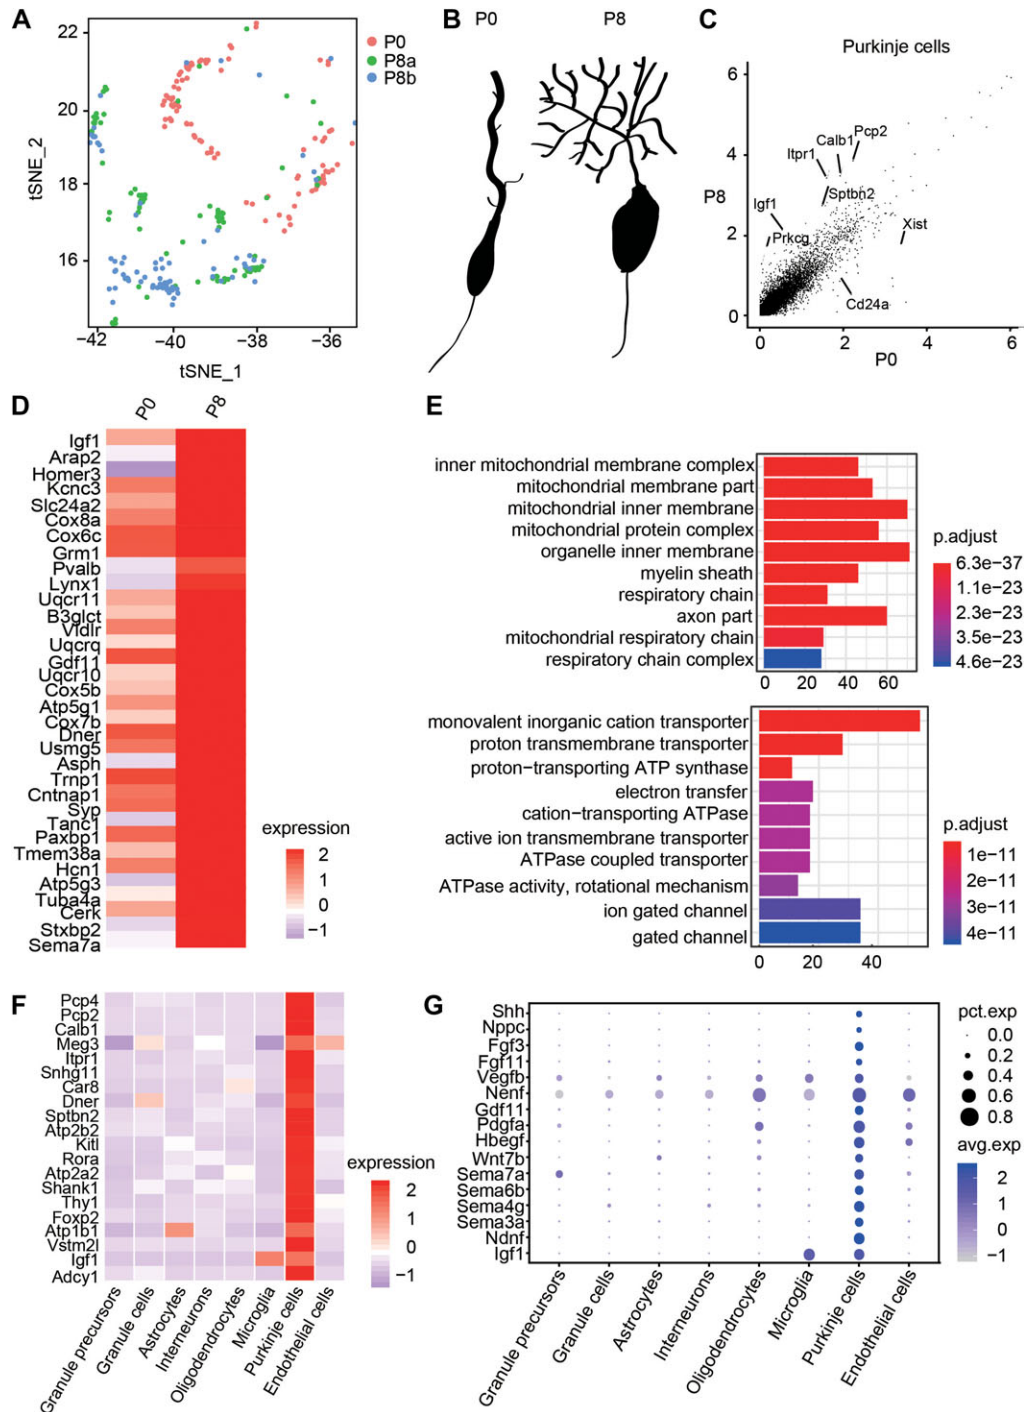 A
22
20
18
16
tSNE_2
−42
−40
−38
−36
tSNE_1
P0
P8a
P8b
B
P0
P8
C
Purkinje cells
6
4
P8
2
0
Calb1
Pcp2
Itpr1
Sptbn2
Igf1
Xist
Prkcg
Cd24a
0
2
4
6
P0
D
P0
P8
Igf1
Arap2
Homer3
Kcnc3
Slc24a2
Cox8a
Cox6c
Grm1
Pvalb
Lynx1
Uqcr11
B3glct
Vldlr
Uqcrq
Gdf11
Uqcr10
Cox5b
Atp5g1
Cox7b
Dner
Usmg5
Asph
Trnp1
Cntnap1
Syp
Tanc1
Paxbp1
Tmem38a
Hcn1
Atp5g3
Tuba4a
Cerk
Stxbp2
Sema7a
expression
2
1
0
−1
E
inner mitochondrial membrane complex
mitochondrial membrane part
mitochondrial inner membrane
mitochondrial protein complex
organelle inner membrane
myelin sheath
respiratory chain
axon part
mitochondrial respiratory chain
respiratory chain complex
0
20
40
60
p.adjust
6.3e-37
1.1e-23
2.3e-23
3.5e-23
4.6e-23
monovalent inorganic cation transporter
proton transmembrane transporter
proton-transporting ATP synthase
electron transfer
cation-transporting ATPase
active ion transmembrane transporter
ATPase coupled transporter
ATPase activity, rotational mechanism
ion gated channel
gated channel
0
20
40
p.adjust
1e-11
2e-11
3e-11
4e-11
F
Pcp4
Pcp2
Calb1
Meg3
Itpr1
Snhg11
Car8
Dner
Sptbn2
Atp2b2
Kitl
Rora
Atp2a2
Shank1
Thy1
Foxp2
Atp1b1
Vstm2l
Igf1
Adcy1
Granule precursors
Granule cells
Astrocytes
Interneurons
Oligodendrocytes
Microglia
Purkinje cells
Endothelial cells
expression
2
1
0
−1
G
Shh
Nppc
Fgf3
Fgf11
Vegfb
Nenf
Gdf11
Pdgfa
Hbegf
Wnt7b
Sema7a
Sema6b
Sema4g
Sema3a
Ndnf
Igf1
Granule precursors
Granule cells
Astrocytes
Interneurons
Oligodendrocytes
Microglia
Purkinje cells
Endothelial cells
pct.exp
0.0
0.2
0.4
0.6
0.8
avg.exp
2
1
0
−1